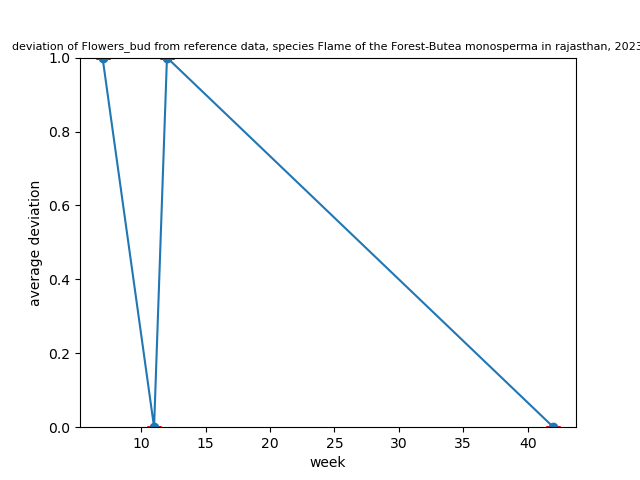 deviation of Flowers_bud from reference data, species Flame of the Forest-Butea monosperma in rajasthan, 2023
1.0
0.8
0.6
0.4
0.2
0.0
average deviation
10 15 20 25 30 35 40
week